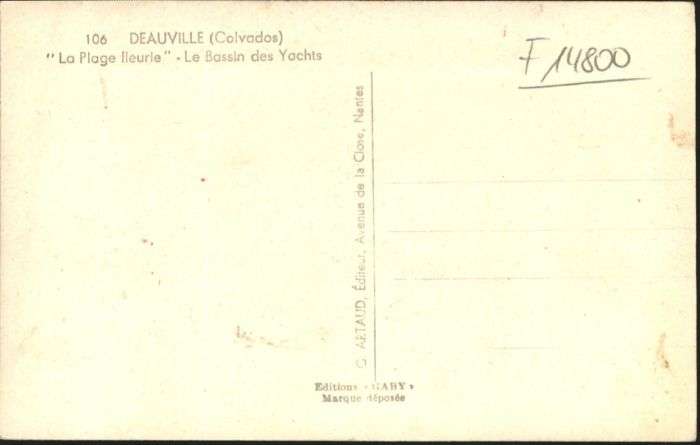 106 DEAUVILLE (Calvados)
"La Plage fleurie" - Le Bassin des Yachts
F 14800
G ARTAUD, Éditeur, Avenue de la Close, Nantes
Editions "GABY"
Marque déposée